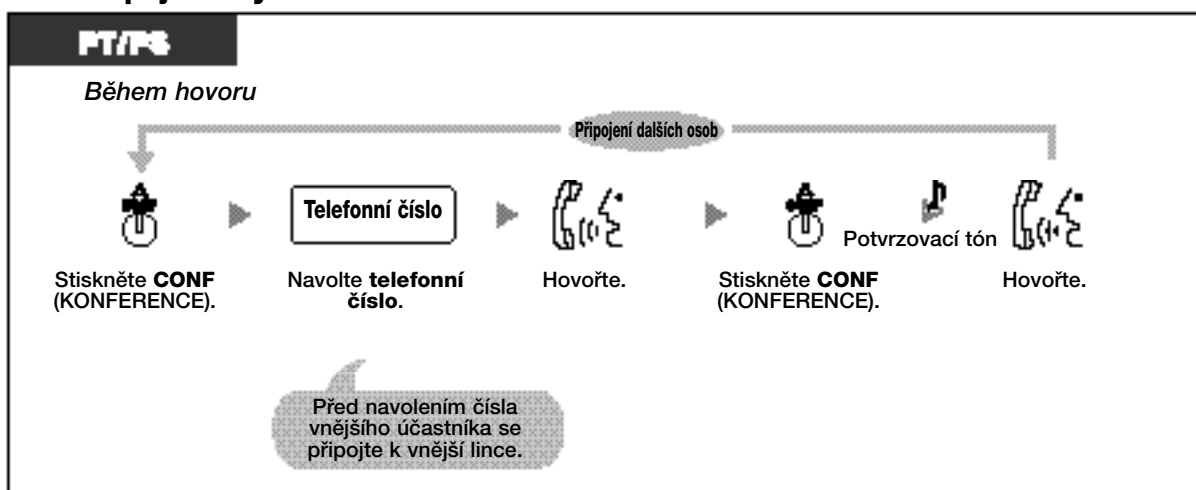 PT/PS
Během hovoru
Připojení dalších osob
Telefonní číslo
Potvrzovací tón
Stiskněte CONF
(KONFERENCE).
Navolte telefonní
číslo.
Hovořte.
Stiskněte CONF
(KONFERENCE).
Hovořte.
Před navolením čísla
vnějšího účastníka se
připojte k vnější lince.